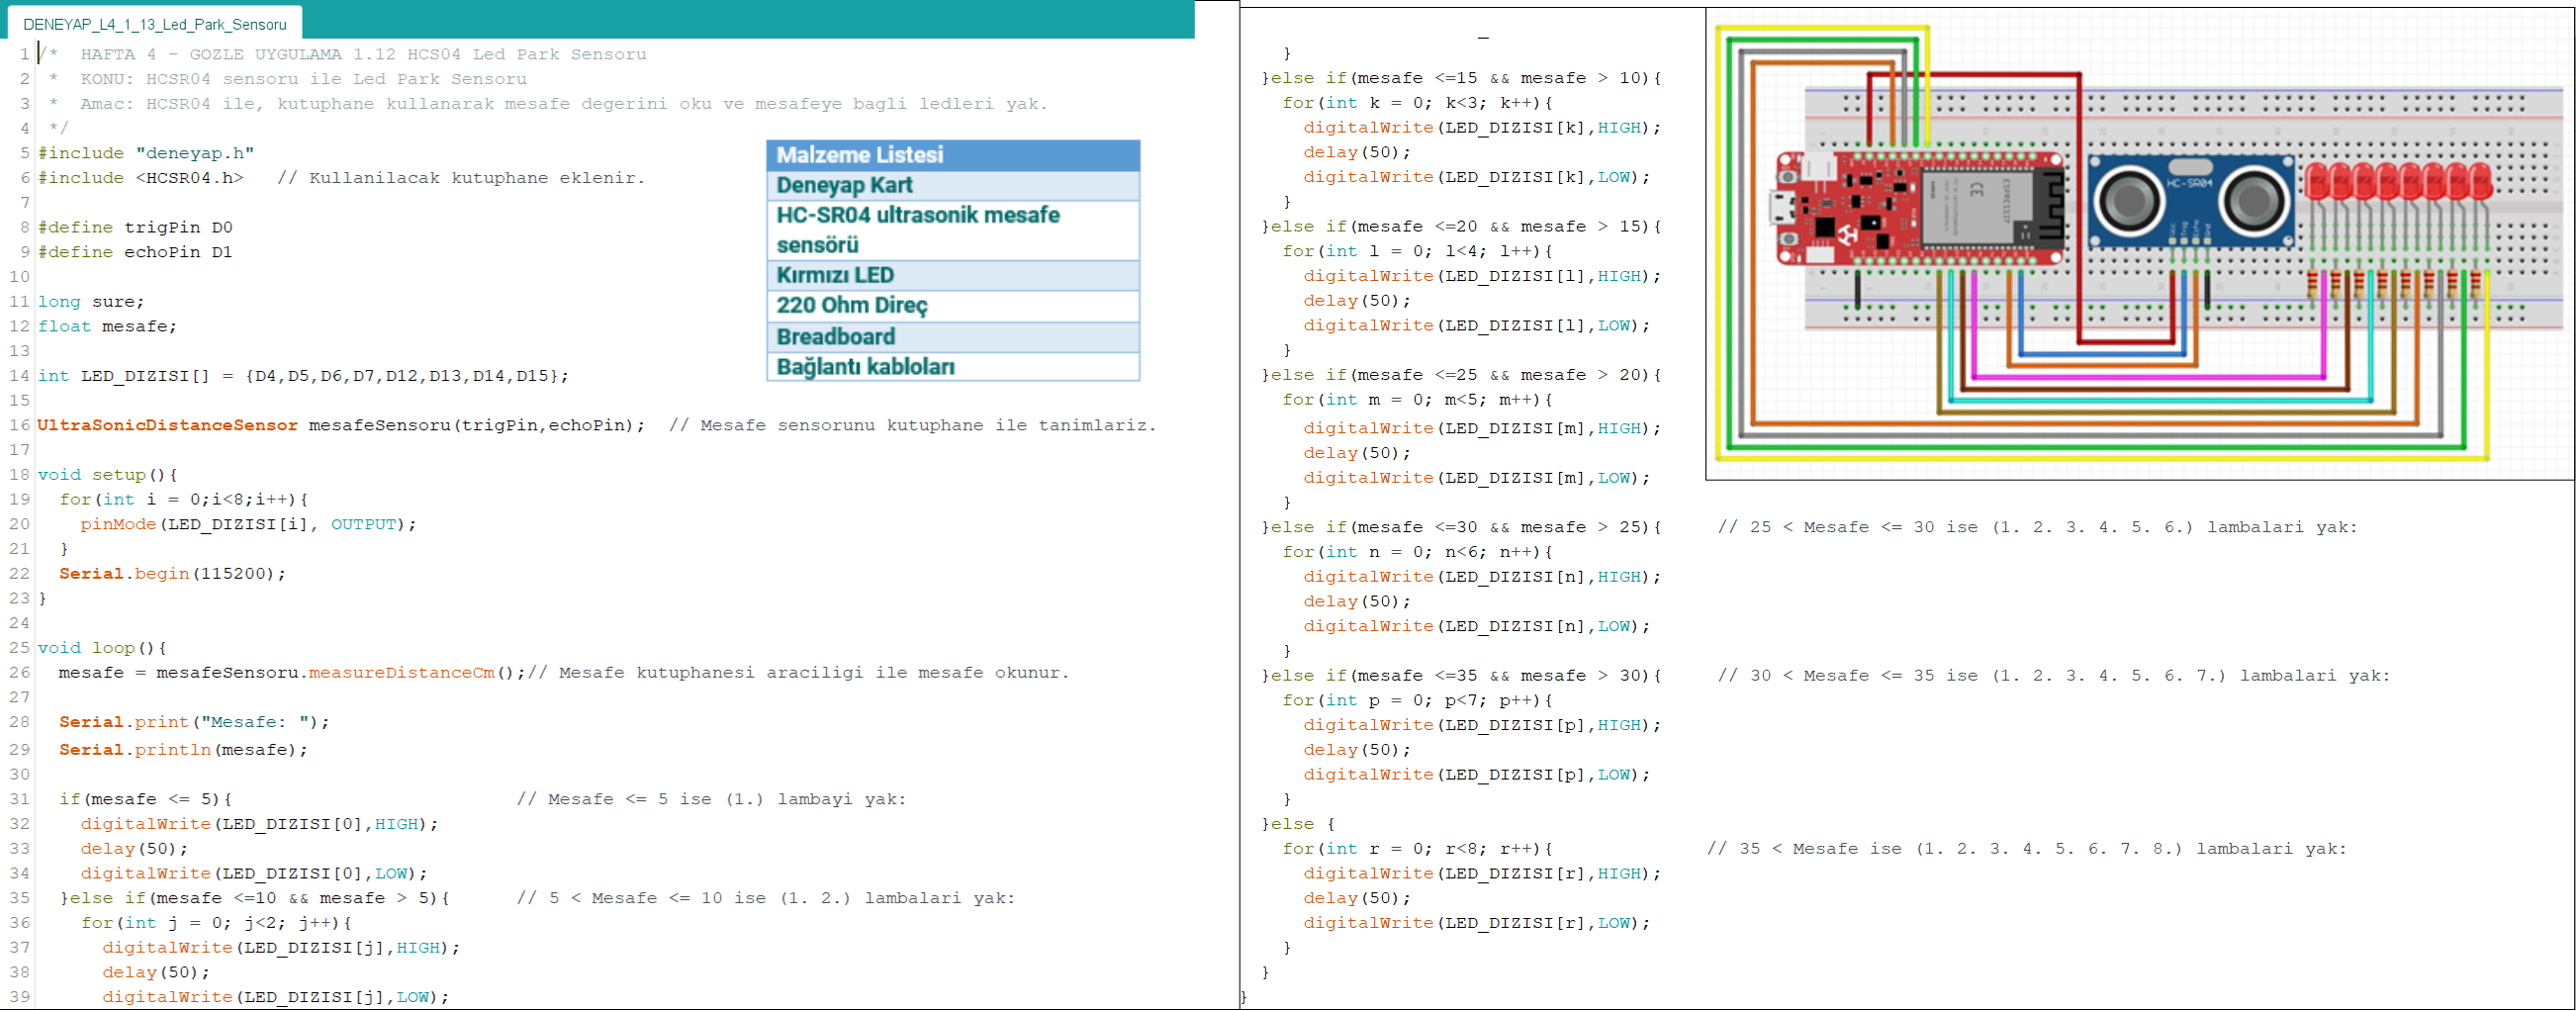 DENEYAP_L4_1_13_Led_Park_Sensoru
1 /*  HAFTA 4 - GOZLE UYGULAMA 1.12 HCS04 Led Park Sensoru
2  *  KONU: HCSR04 sensoru ile Led Park Sensoru
3  *  Amac: HCSR04 ile, kutuphane kullanarak mesafe degerini oku ve mesafeye bagli ledleri yak.
4  */
5 #include "deneyap.h"
6 #include <HCSR04.h>   // Kullanilacak kutuphane eklenir.
7
8 #define trigPin D0
9 #define echoPin D1
10
11 long sure;
12 float mesafe;
13
14 int LED_DIZISI[] = {D4,D5,D6,D7,D12,D13,D14,D15};
15
16 UltraSonicDistanceSensor mesafeSensoru(trigPin,echoPin);  // Mesafe sensorunu kutuphane ile tanimlariz.
17
18 void setup(){
19   for(int i = 0;i<8;i++){
20     pinMode(LED_DIZISI[i], OUTPUT);
21   }
22   Serial.begin(115200);
23 }
24
25 void loop(){
26   mesafe = mesafeSensoru.measureDistanceCm();// Mesafe kutuphanesi araciligi ile mesafe okunur.
27
28   Serial.print("Mesafe: ");
29   Serial.println(mesafe);
30
31   if(mesafe <= 5){   // Mesafe <= 5 ise (1.) lambayi yak:
32     digitalWrite(LED_DIZISI[0],HIGH);
33     delay(50);
34     digitalWrite(LED_DIZISI[0],LOW);
35   }else if(mesafe <=10 && mesafe > 5){   // 5 < Mesafe <= 10 ise (1. 2.) lambalari yak:
36     for(int j = 0; j<2; j++){
37       digitalWrite(LED_DIZISI[j],HIGH);
38       delay(50);
39       digitalWrite(LED_DIZISI[j],LOW);
Malzeme Listesi
Deneyap Kart
HC-SR04 ultrasonik mesafe
sensörü
Kırmızı LED
220 Ohm Direç
Breadboard
Bağlantı kabloları
    }
  }else if(mesafe <=15 && mesafe > 10){
    for(int k = 0; k<3; k++){
      digitalWrite(LED_DIZISI[k],HIGH);
      delay(50);
      digitalWrite(LED_DIZISI[k],LOW);
    }
  }else if(mesafe <=20 && mesafe > 15){
    for(int l = 0; l<4; l++){
      digitalWrite(LED_DIZISI[l],HIGH);
      delay(50);
      digitalWrite(LED_DIZISI[l],LOW);
    }
  }else if(mesafe <=25 && mesafe > 20){
    for(int m = 0; m<5; m++){
      digitalWrite(LED_DIZISI[m],HIGH);
      delay(50);
      digitalWrite(LED_DIZISI[m],LOW);
    }
  }else if(mesafe <=30 && mesafe > 25){   // 25 < Mesafe <= 30 ise (1. 2. 3. 4. 5. 6.) lambalari yak:
    for(int n = 0; n<6; n++){
      digitalWrite(LED_DIZISI[n],HIGH);
      delay(50);
      digitalWrite(LED_DIZISI[n],LOW);
    }
  }else if(mesafe <=35 && mesafe > 30){   // 30 < Mesafe <= 35 ise (1. 2. 3. 4. 5. 6. 7.) lambalari yak:
    for(int p = 0; p<7; p++){
      digitalWrite(LED_DIZISI[p],HIGH);
      delay(50);
      digitalWrite(LED_DIZISI[p],LOW);
    }
  }else {
    for(int r = 0; r<8; r++){   // 35 < Mesafe ise (1. 2. 3. 4. 5. 6. 7. 8.) lambalari yak:
      digitalWrite(LED_DIZISI[r],HIGH);
      delay(50);
      digitalWrite(LED_DIZISI[r],LOW);
    }
  }
}
HC-SR04